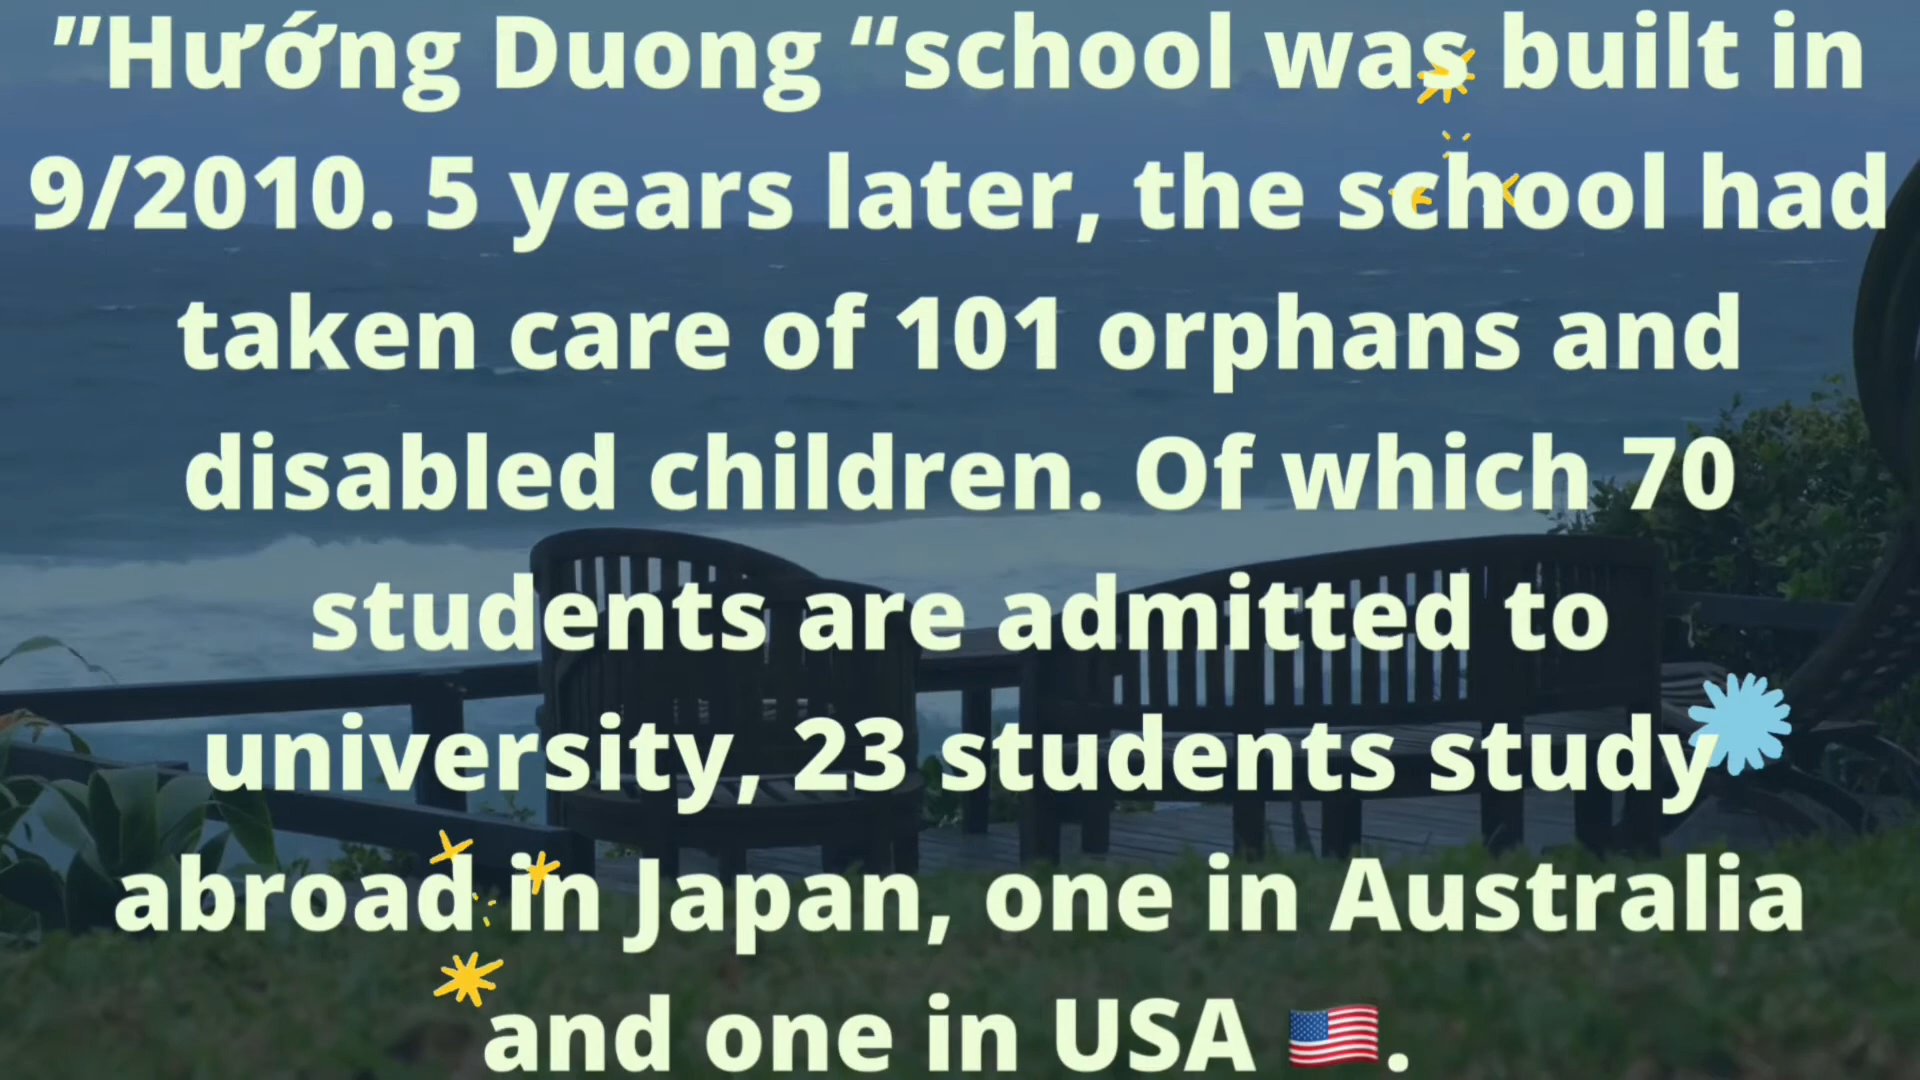 ”Hướng Duong “school was built in
9/2010. 5 years later, the school had
taken care of 101 orphans and
disabled children. Of which 70
students are admitted to
university, 23 students study
abroad in Japan, one in Australia
and one in USA 🇺🇸.